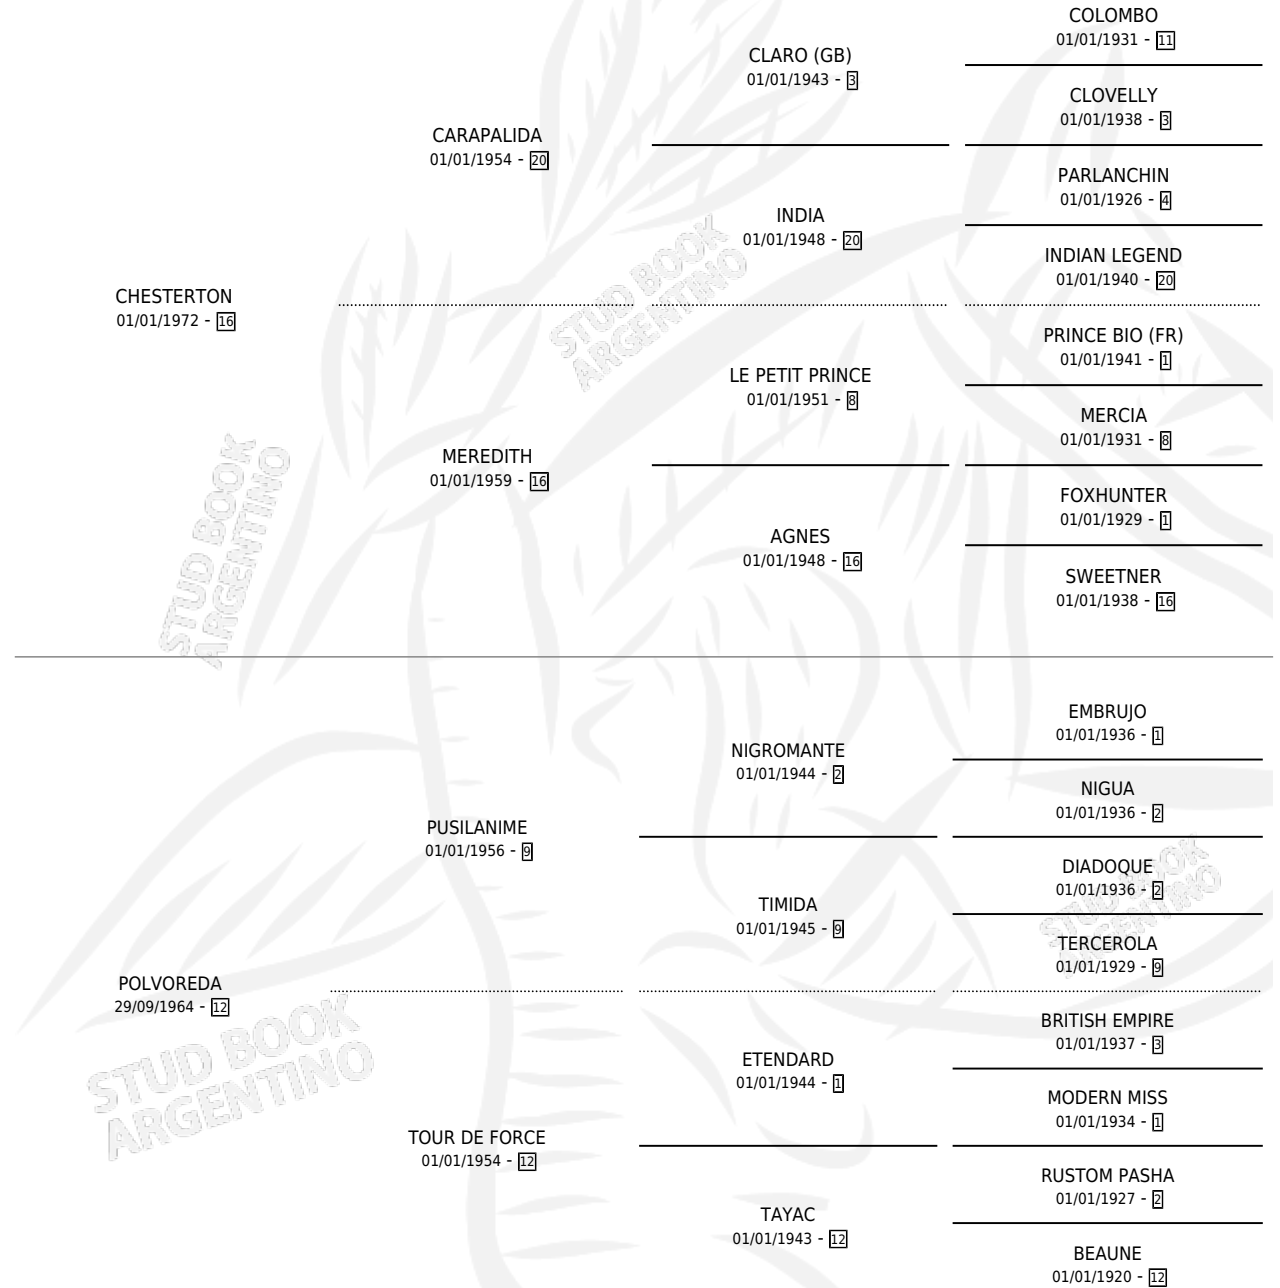 COLOMBO
01/01/1931 - 11
CLARO (GB)
01/01/1943 - 3
CLOVELLY
01/01/1938 - 3
CARAPALIDA
01/01/1954 - 20
PARLANCHIN
01/01/1926 - 4
INDIA
01/01/1948 - 20
INDIAN LEGEND
01/01/1940 - 20
CHESTERTON
01/01/1972 - 16
PRINCE BIO (FR)
01/01/1941 - 1
LE PETIT PRINCE
01/01/1951 - 8
MERCIA
01/01/1931 - 8
MEREDITH
01/01/1959 - 16
FOXHUNTER
01/01/1929 - 1
AGNES
01/01/1948 - 16
SWEETNER
01/01/1938 - 16
EMBRUJO
01/01/1936 - 1
NIGROMANTE
01/01/1944 - 2
NIGUA
01/01/1936 - 2
PUSILANIME
01/01/1956 - 9
DIADOQUE
01/01/1936 - 2
TIMIDA
01/01/1945 - 9
TERCEROLA
01/01/1929 - 9
POLVOREDA
29/09/1964 - 12
BRITISH EMPIRE
01/01/1937 - 3
ETENDARD
01/01/1944 - 1
MODERN MISS
01/01/1934 - 1
TOUR DE FORCE
01/01/1954 - 12
RUSTOM PASHA
01/01/1927 - 2
TAYAC
01/01/1943 - 12
BEAUNE
01/01/1920 - 12
STUD BOOK
ARGENTINO
STUD BOOK
ARGENTINO
STUD BOOK
ARGENTINO
STUD BOOK
ARGENTINO